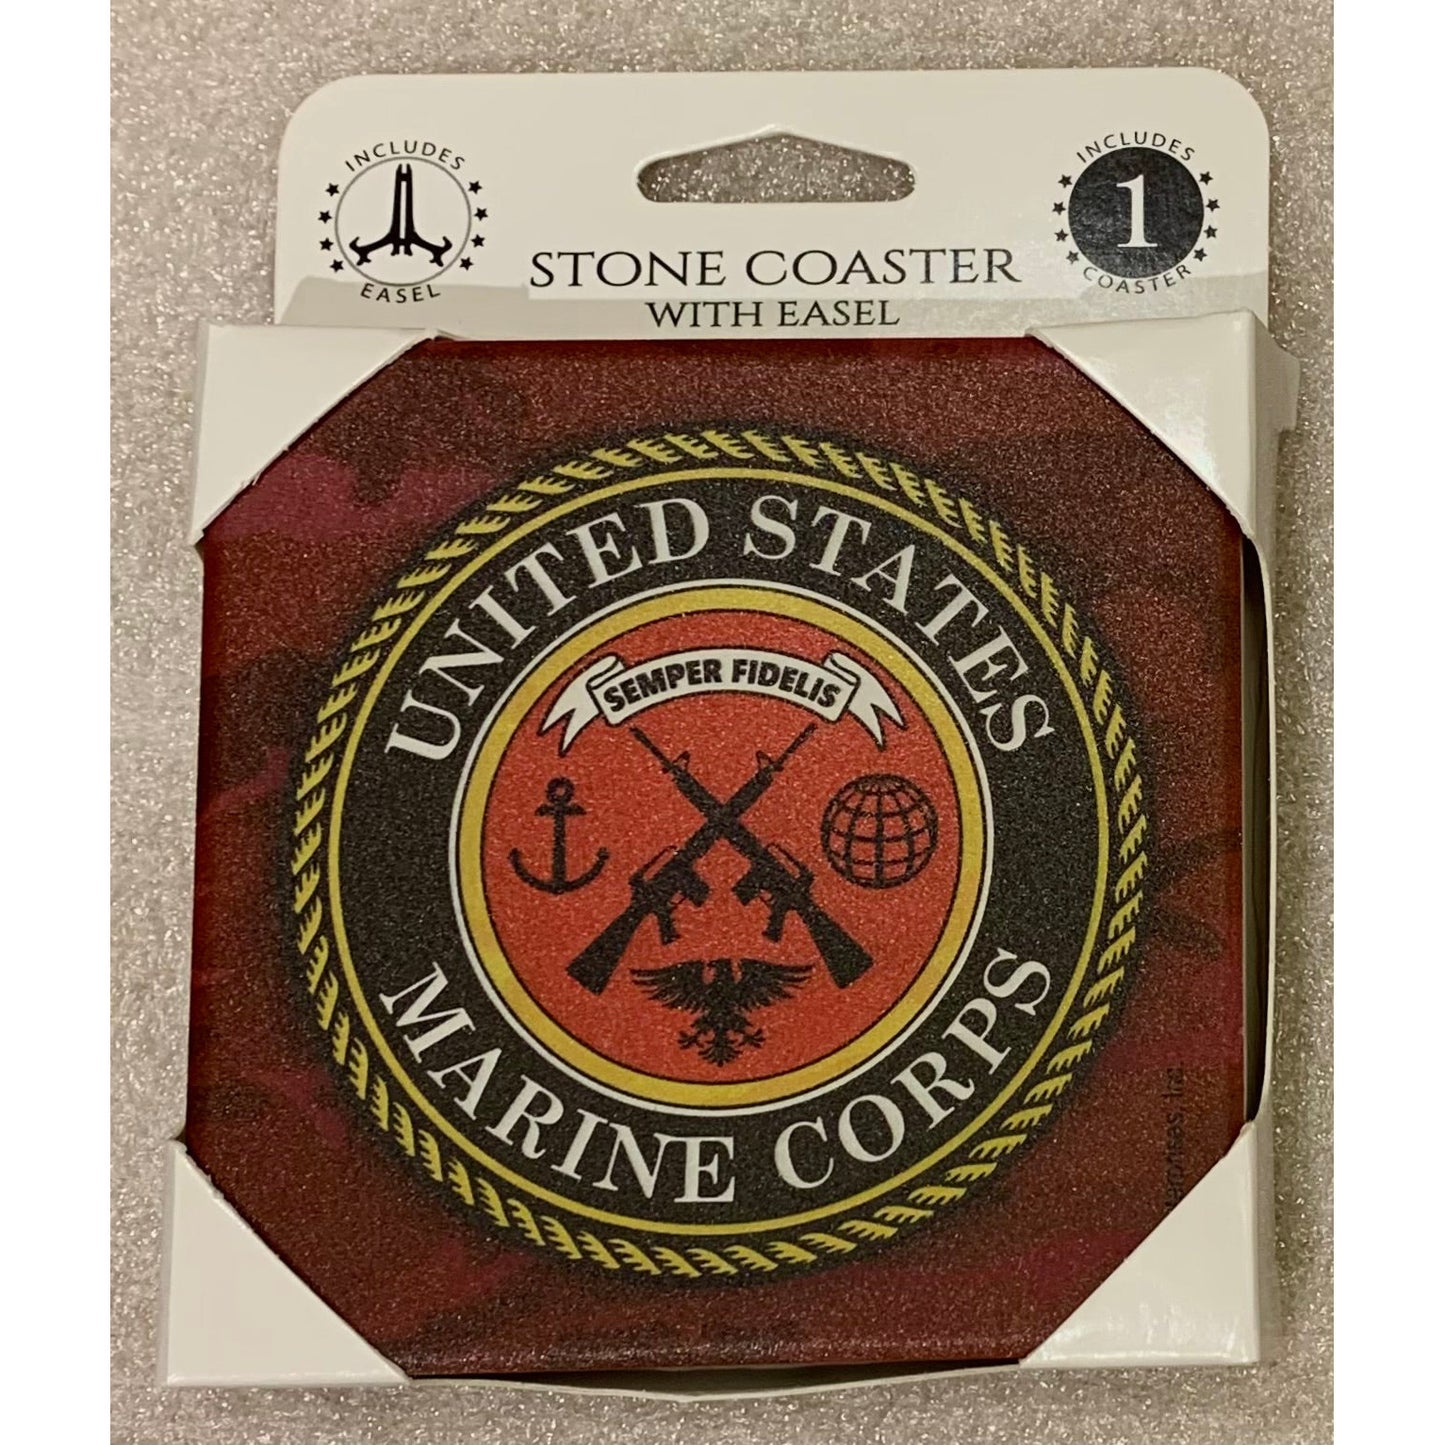 INCLUDES
EASEL
INCLUDES
1
COASTER
STONE COASTER
WITH EASEL
UNITED STATES
SEMPER FIDELIS
MARINE CORPS